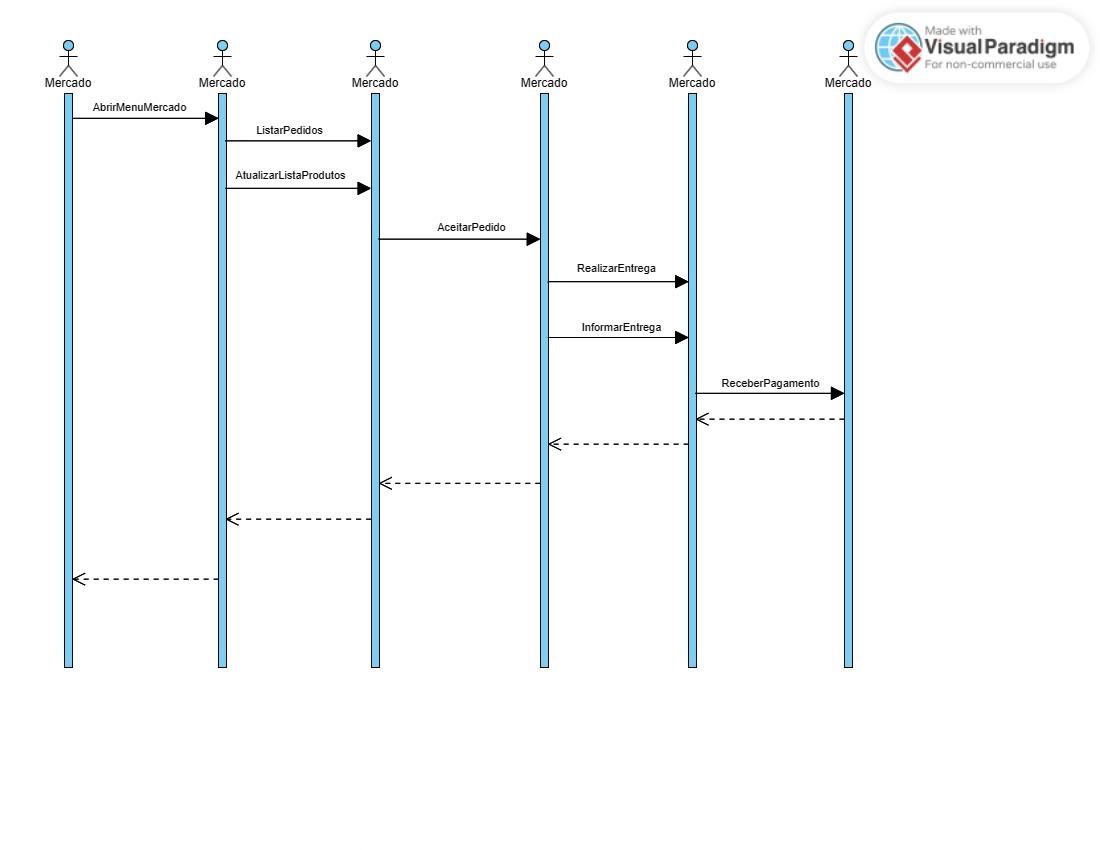 Made with
Visual Paradigm
For non-commercial use
Mercado
Mercado
Mercado
Mercado
Mercado
Mercado
AbrirMenuMercado
ListarPedidos
AtualizarListaProdutos
AceitarPedido
RealizarEntrega
InformarEntrega
ReceberPagamento